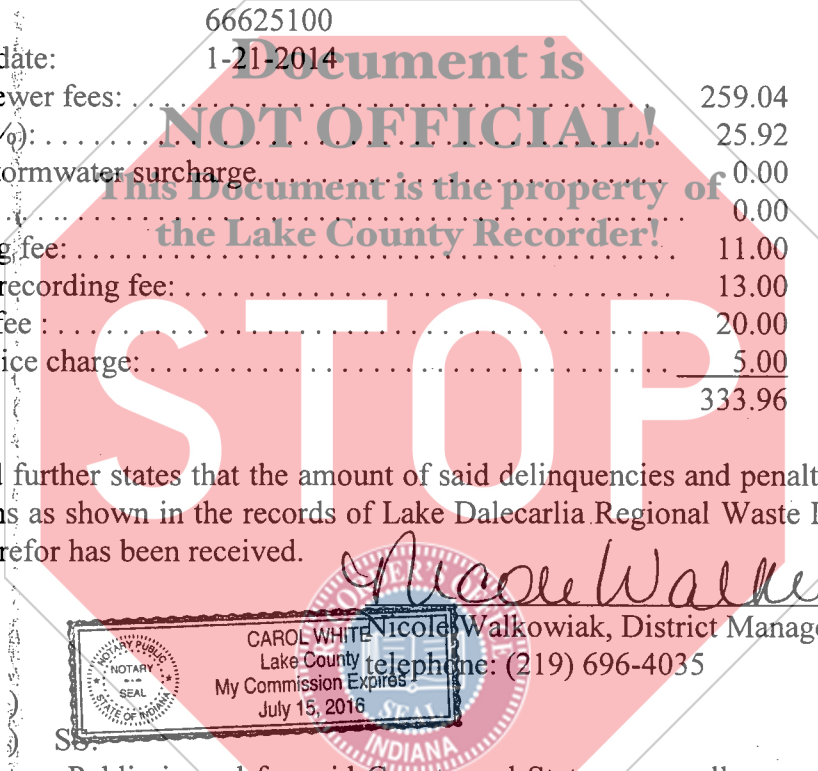 66625100
date: 1-21-2014
ewer fees: 259.04
%): 25.92
tormwater surcharge 0.00
0.00
g fee: 11.00
recording fee: 13.00
fee : 20.00
ice charge: 5.00
333.96
Document is
NOT OFFICIAL!
This Document is the property of
the Lake County Recorder!
STOP
d further states that the amount of said delinquencies and penalt
ns as shown in the records of Lake Dalecarlia Regional Waste
refor has been received.
Nicole Walk
Nicole Walkowiak, District Manag
telephone: (219) 696-4035
NOTARY PUBLIC
NOTARY
SEAL
STATE OF INDIANA
CAROL WHITE
Lake County
My Commission Expires
July 15, 2016
RECORDER'S OFFICE
SEAL
INDIANA
) 
) SS: